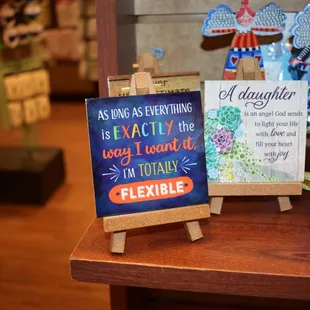 AS LONG AS EVERYTHING
IS EXACTLY the
way I want it,
I'M TOTALLY
FLEXIBLE
A daughter
is an angel God sends
to light your life
with love and
fill your heart
with joy